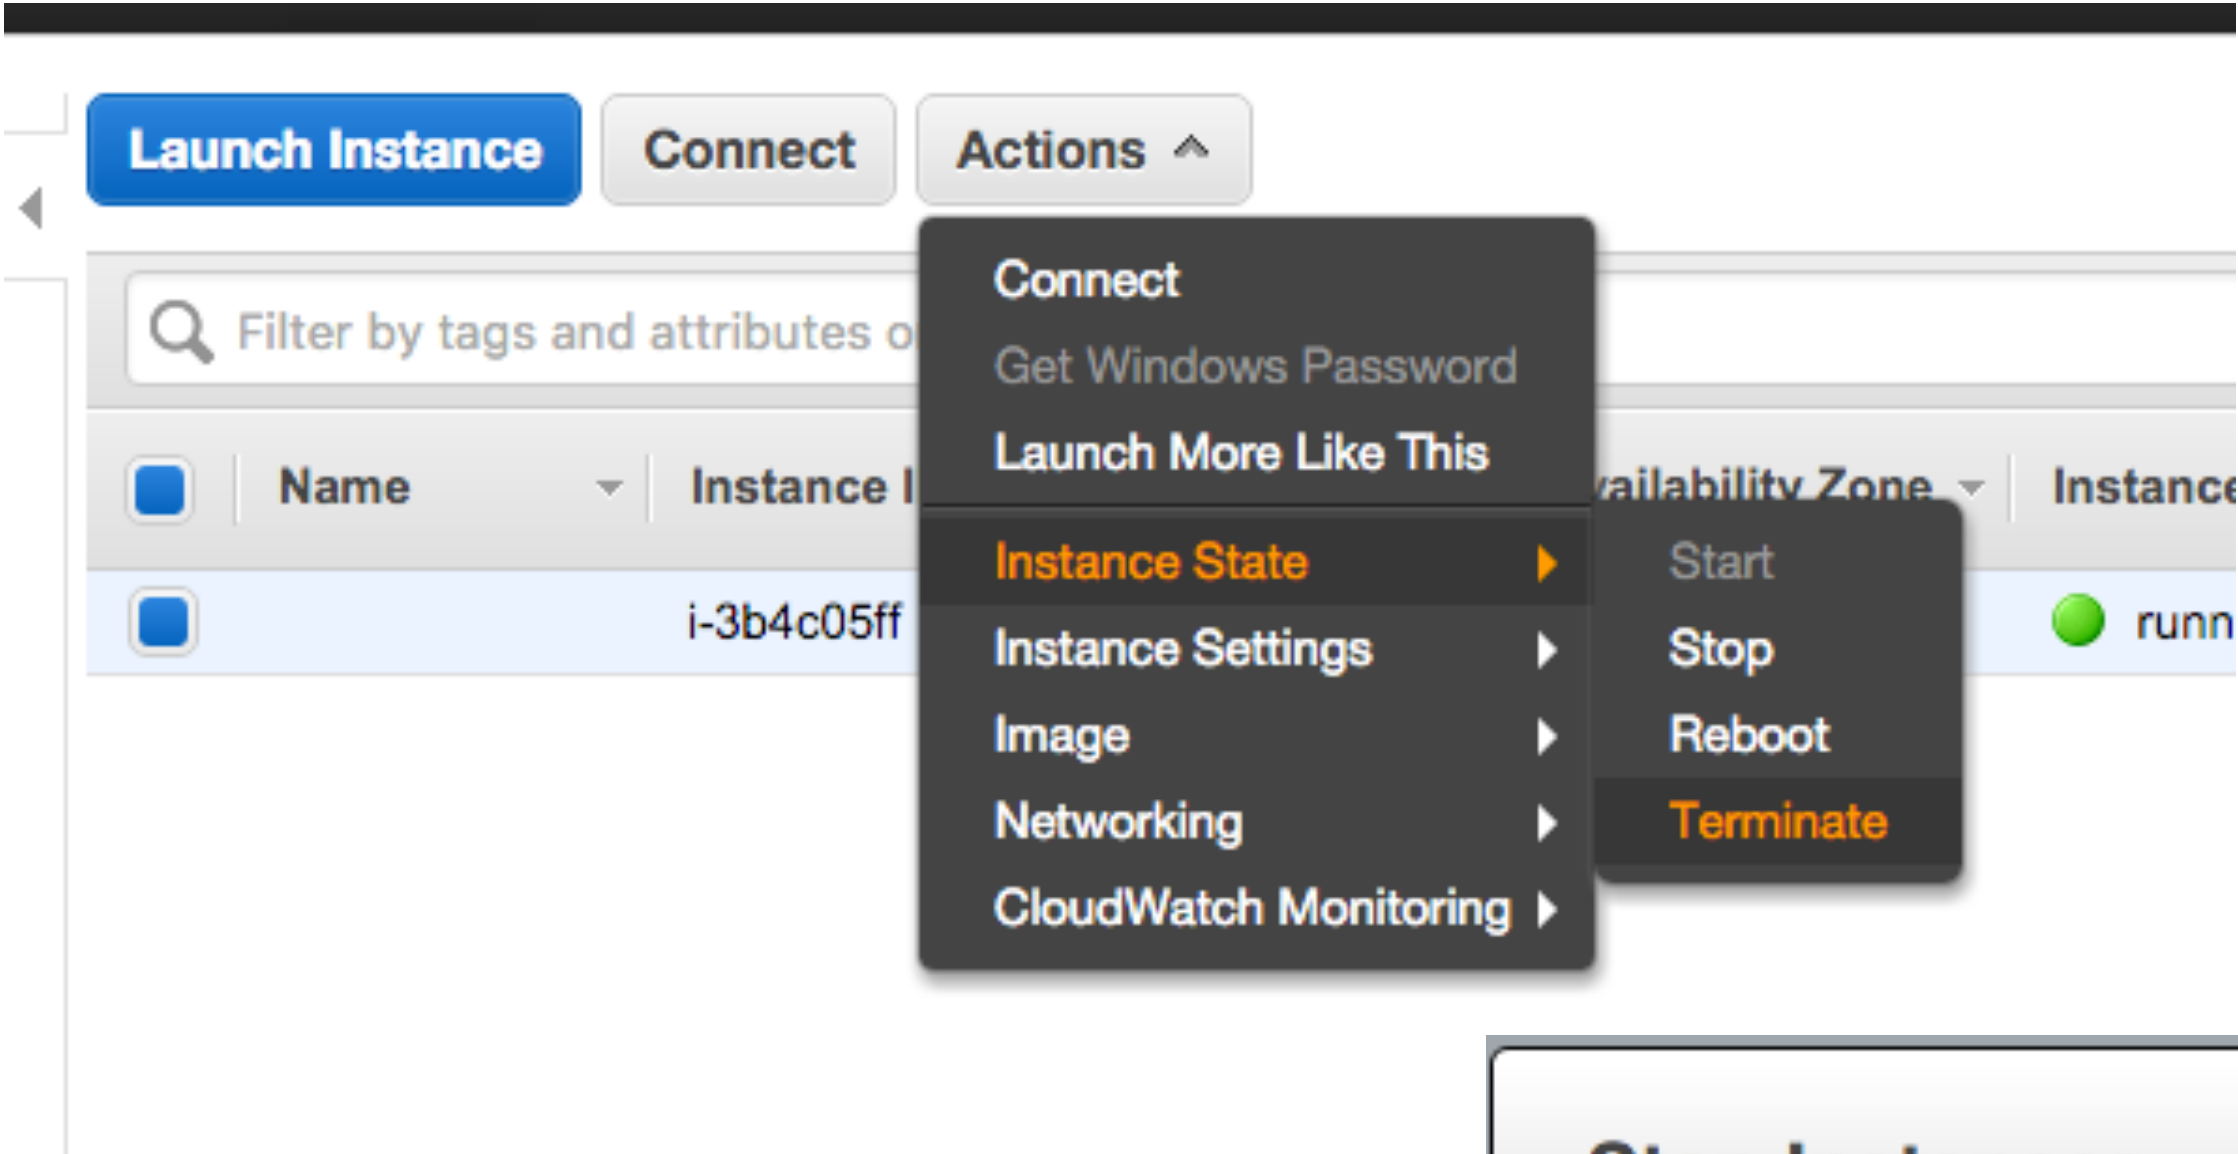 Launch Instance Connect Actions
Filter by tags and attributes o
Name Instance I vailability Zone Instance
i-3b4c05ff runn
Connect
Get Windows Password
Launch More Like This
Instance State
Instance Settings
Image
Networking
CloudWatch Monitoring
Start
Stop
Reboot
Terminate